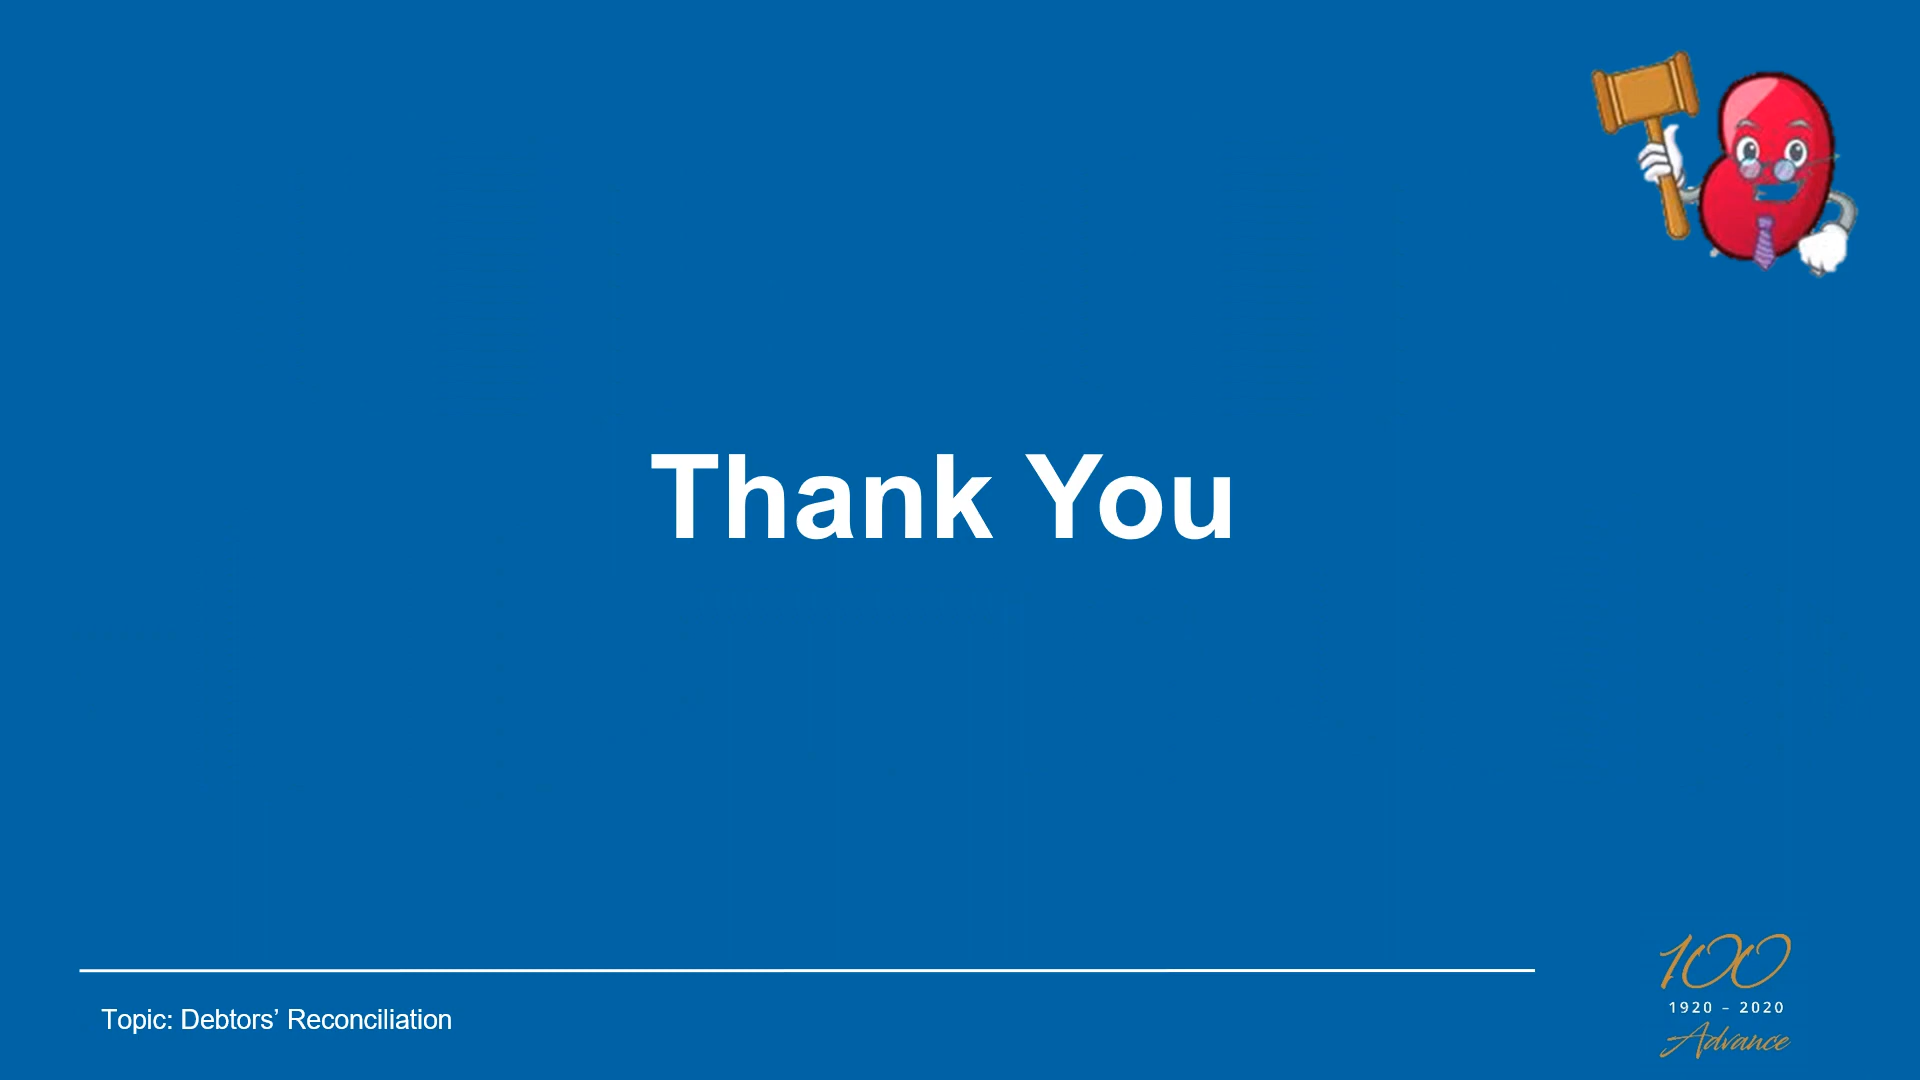 Thank You
Topic: Debtors’ Reconciliation
100
1920 – 2020
Advance